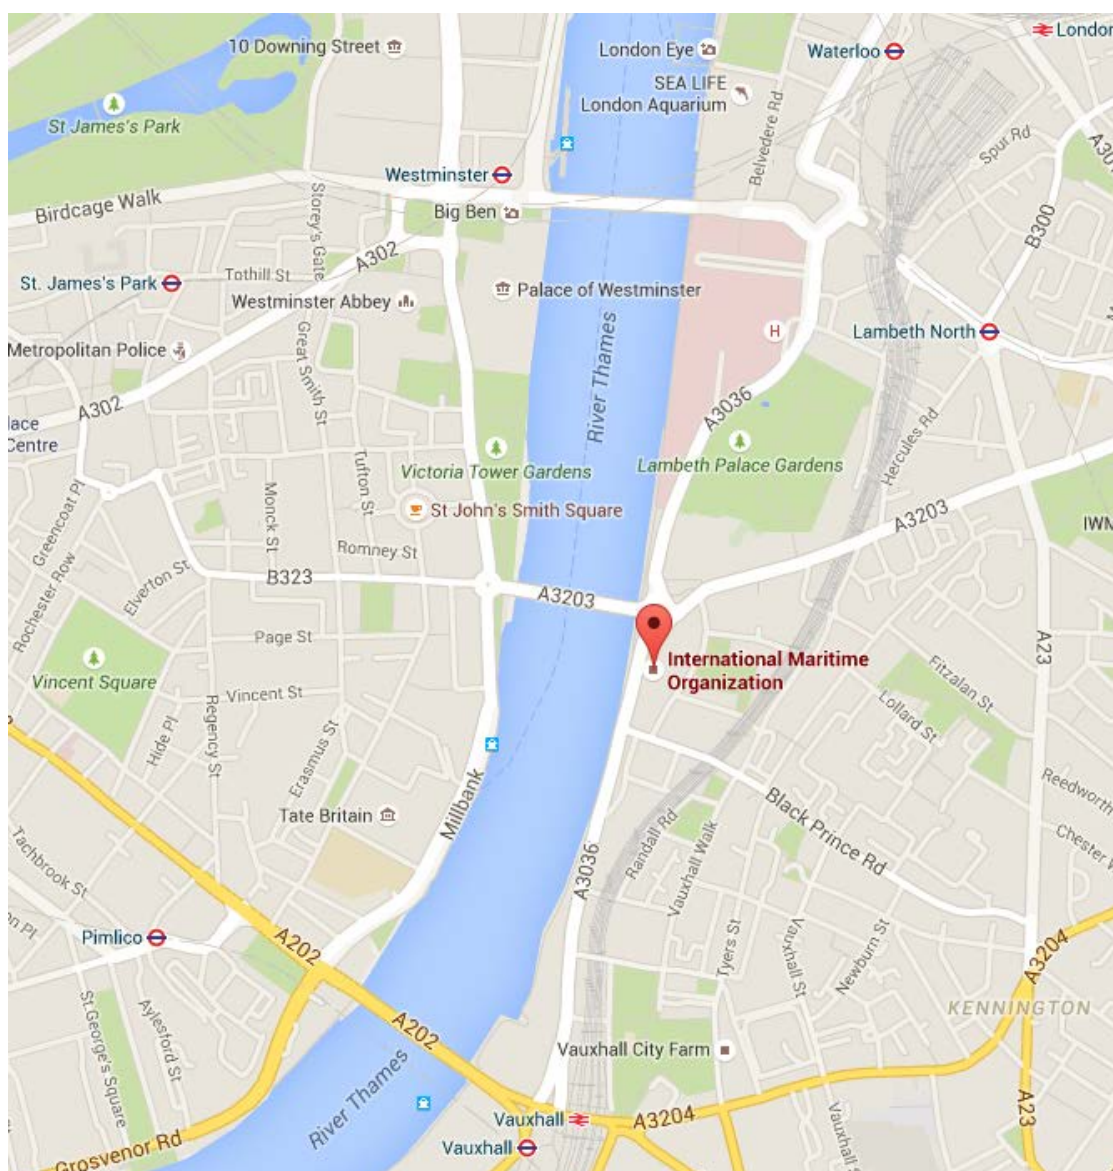 10 Downing Street
London Eye
Waterloo
London
SEA LIFE
London Aquarium
St James's Park
Belvedere Rd
Spur Rd
Westminster
Birdcage Walk
Storey's Gate
Big Ben
B300
A302
St. James's Park
Tothill St
Westminster Abbey
Palace of Westminster
River Thames
H
Lambeth North
Metropolitan Police
Great Smith St
A302
A3036
lace
Centre
Hercules Rd
Tufton St
Victoria Tower Gardens
Lambeth Palace Gardens
Greencoat Pl
Monck St
St John's Smith Square
A3203
IWM
Rochester Row
Elverton St
Romney St
B323
A3203
Page St
A23
Vincent Square
International Maritime
Organization
Fitzalan St
Vincent St
Lollard St
Hide Pl
Regency St
Erasmus St
Reedworth
Millbank
Black Prince Rd
Tate Britain
Randall Rd
Vauxhall Walk
Chester
Tachbrook St
A3036
on Pl
Pimlico
A202
Tyers St
Vauxhall St
Newburn St
A3204
KENNINGTON
St.George's Square
Aylesford St
A202
Vauxhall City Farm
River Thames
Vauxhall
A3204
A23
Grosvenor Rd
Vauxhall
Vauxhall St